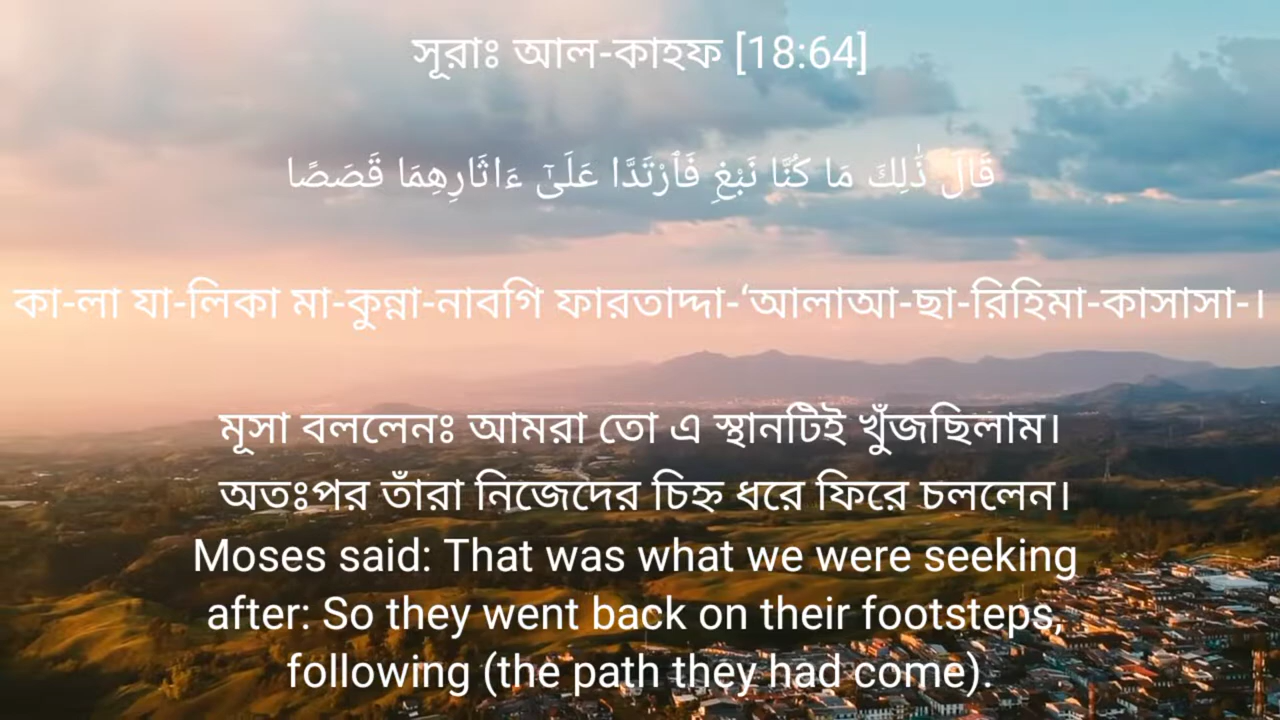 সূরাঃ আল-কাহফ [18:64]
قَالَ ذَٰلِكَ مَا كُنَّا نَبْغِ فَٱرْتَدَّا عَلَىٰٓ ءَاثَارِهِمَا قَصَصًا
কা-লা যা-লিকা মা-কুন্না-নাবগি ফারতাদ্দা-‘আলাআ-ছা-রিহিমা-কাসাসা-।
মূসা বললেনঃ আমরা তো এ স্থানটিই খুঁজছিলাম।
অতঃপর তাঁরা নিজেদের চিহ্ন ধরে ফিরে চললেন।
Moses said: That was what we were seeking
after: So they went back on their footsteps,
following (the path they had come).